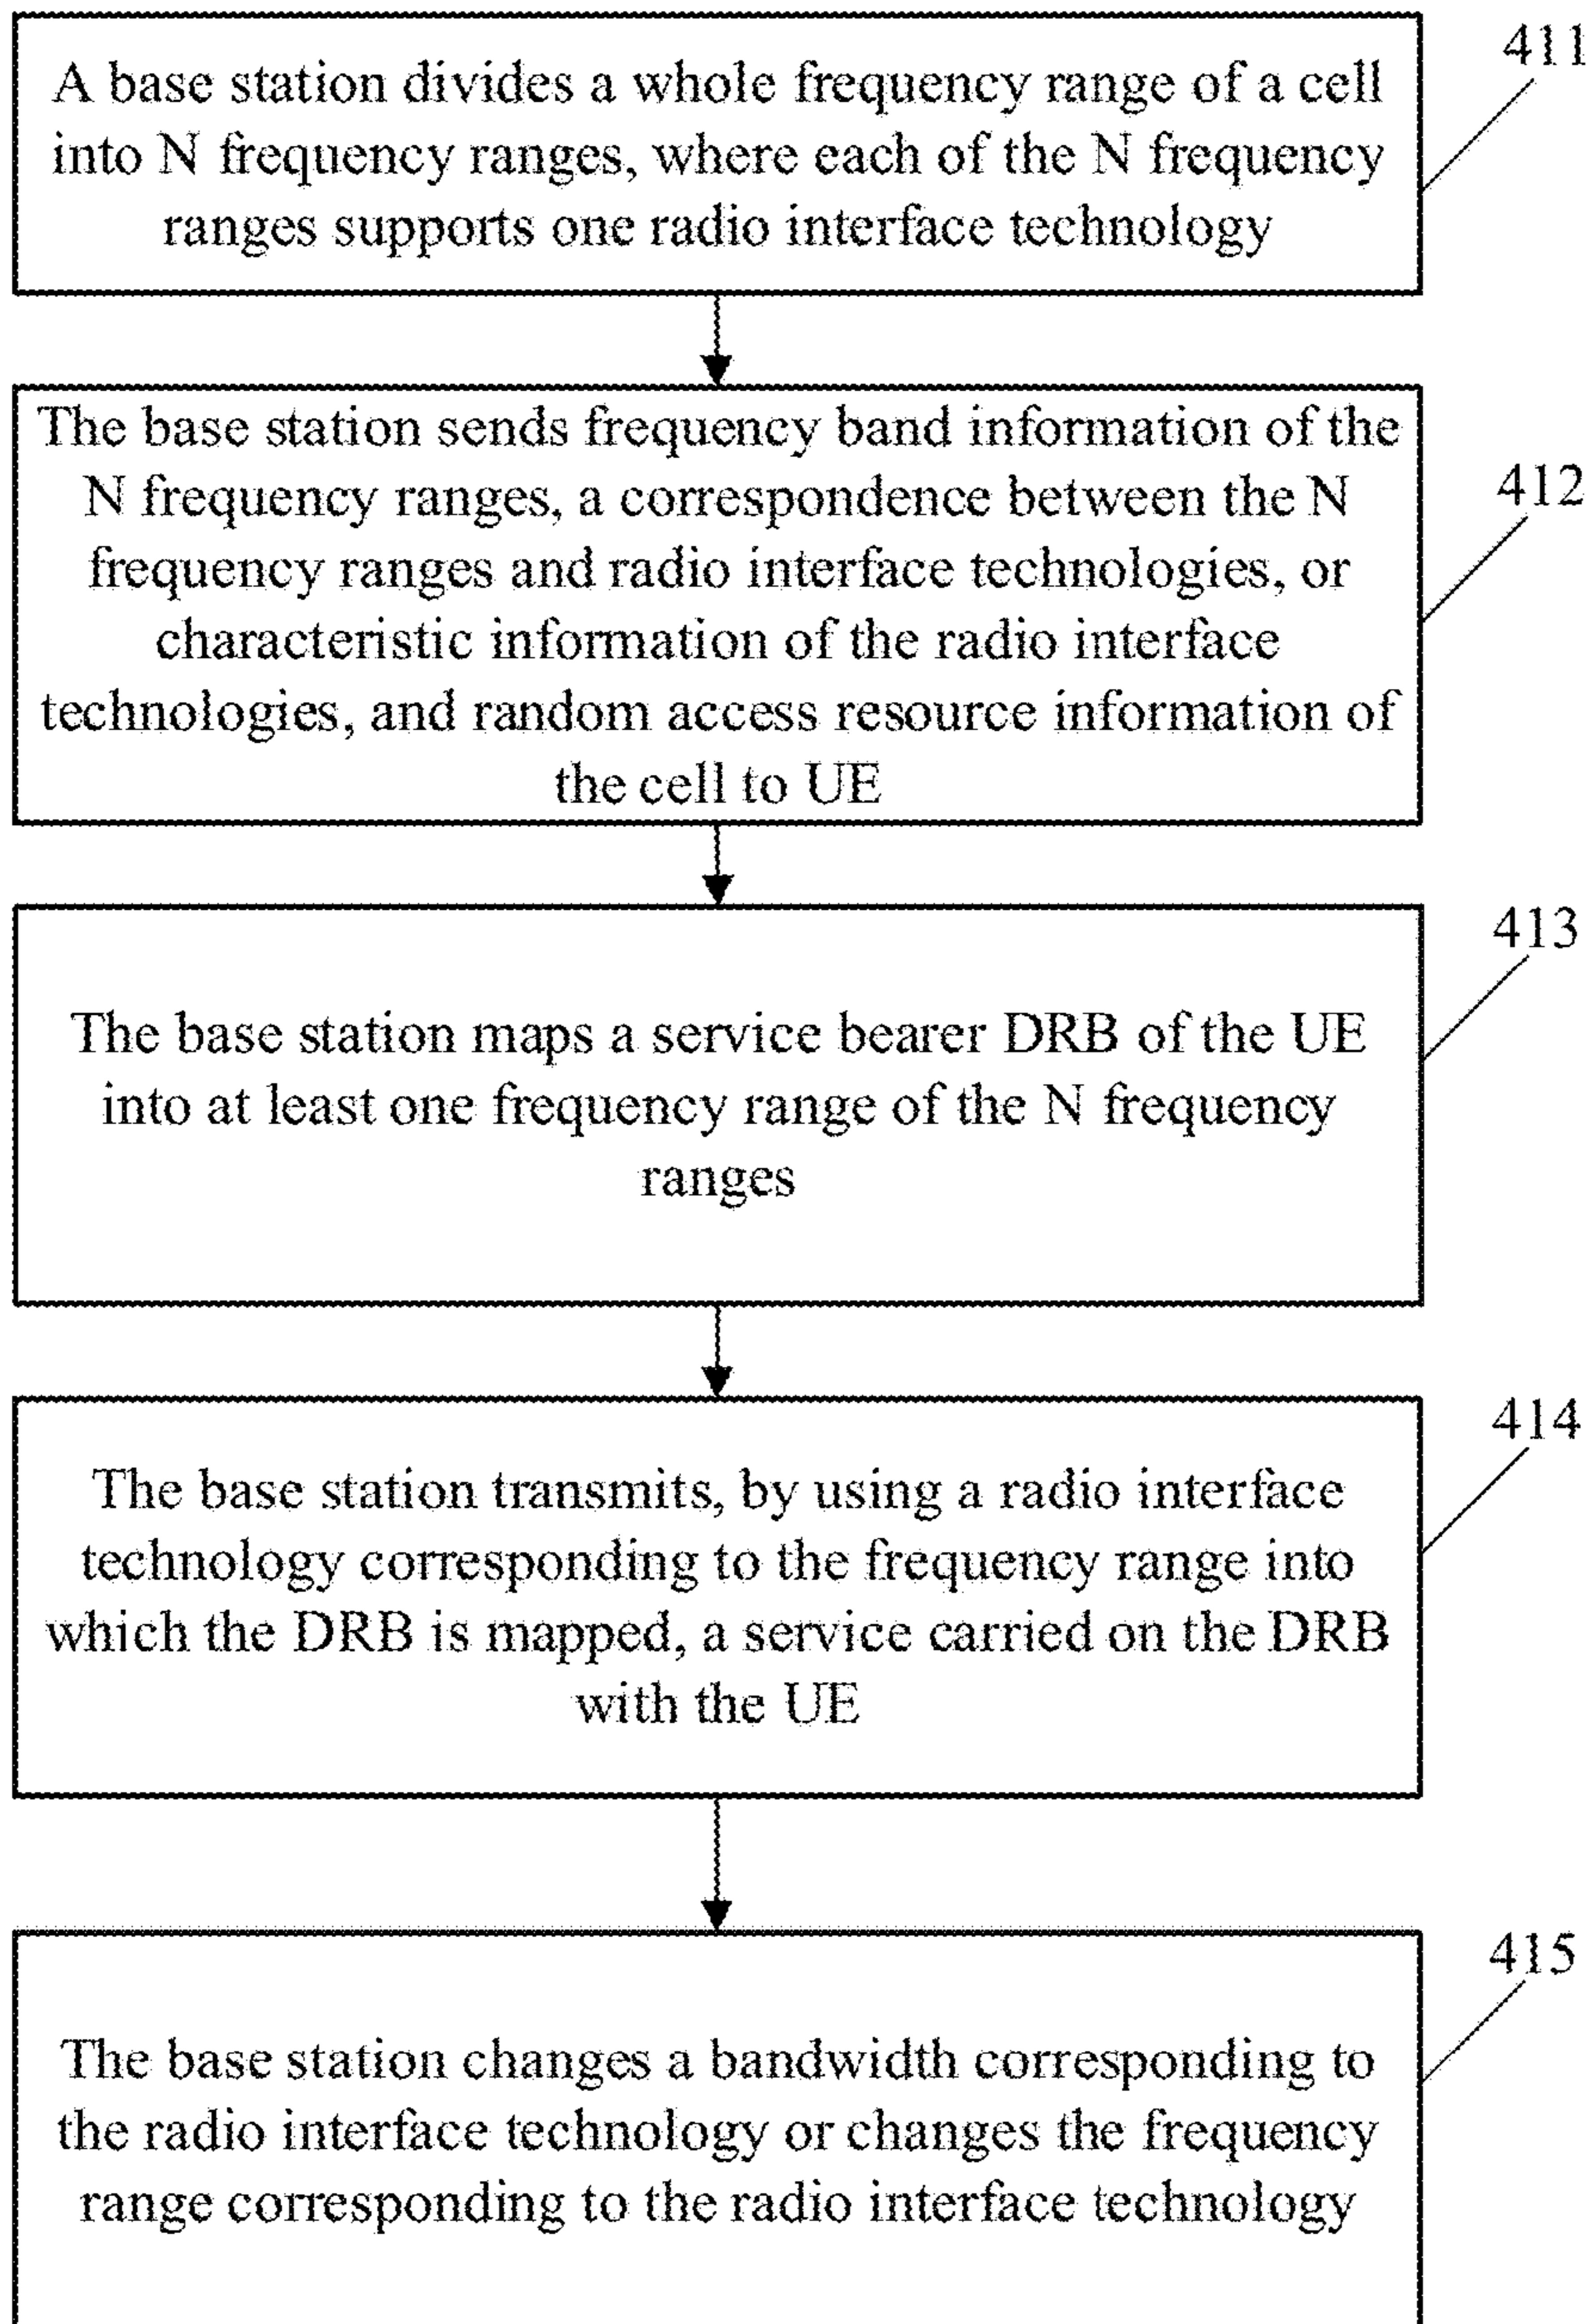 A base station divides a whole frequency range of a cell
into N frequency ranges, where each of the N frequency
ranges supports one radio interface technology
411
The base station sends frequency band information of the
N frequency ranges, a correspondence between the N
frequency ranges and radio interface technologies, or
characteristic information of the radio interface
technologies, and random access resource information of
the cell to UE
412
The base station maps a service bearer DRB of the UE
into at least one frequency range of the N frequency
ranges
413
The base station transmits, by using a radio interface
technology corresponding to the frequency range into
which the DRB is mapped, a service carried on the DRB
with the UE
414
The base station changes a bandwidth corresponding to
the radio interface technology or changes the frequency
range corresponding to the radio interface technology
415